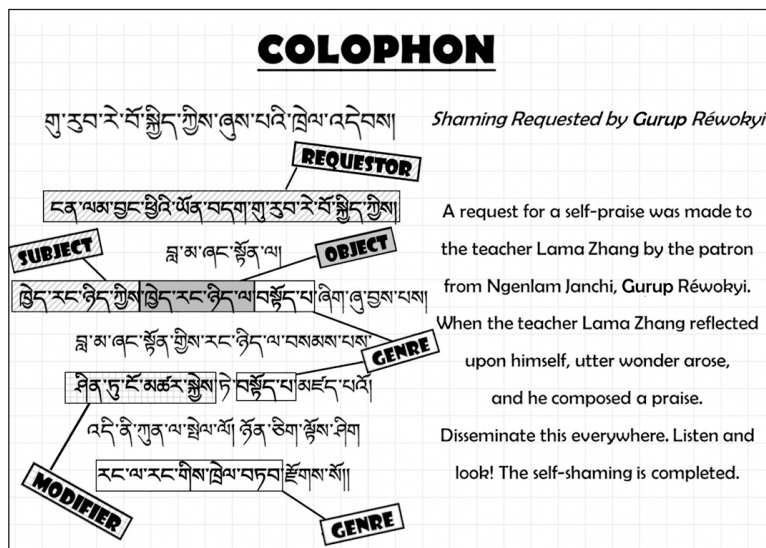 COLOPHON
གུ་རུབ་རེ་བོ་སྐྱིད་ཀྱིས་ཞུས་པའི་ཁྲེལ་འདེབས།
Shaming Requested by Gurup Réwokyi
REQUESTOR
ངན་ལམ་བྱང་ཕྱིའི་ཡོན་བདག་གུ་རུབ་རེ་བོ་སྐྱིད་ཀྱིས།
SUBJECT
བླ་མ་ཞང་སྟོན་ལ།
OBJECT
ཁྱེད་རང་ཉིད་ཀྱིས་ཁྱེད་རང་ཉིད་ལ་བསྟོད་པ་ཞིག་ཞུ་བྱས་པས།
བླ་མ་ཞང་སྟོན་གྱིས་རང་ཉིད་ལ་བསམས་པས་
GENRE
ཤིན་ཏུ་ངོ་མཚར་སྐྱེས་ཏེ་བསྟོད་པ་མཛད་པའོ།
འདི་ནི་ཀུན་ལ་སྤེལ་ལོ། ཉོན་ཅིག་ལྟོས་ཤིག
རང་ལ་རང་གིས་ཁྲེལ་བཏབ་རྫོགས་སོ།།
MODIFIER
GENRE
A request for a self-praise was made to
the teacher Lama Zhang by the patron
from Ngenlam Janchi, Gurup Réwokyi.
When the teacher Lama Zhang reflected
upon himself, utter wonder arose,
and he composed a praise.
Disseminate this everywhere. Listen and
look! The self-shaming is completed.